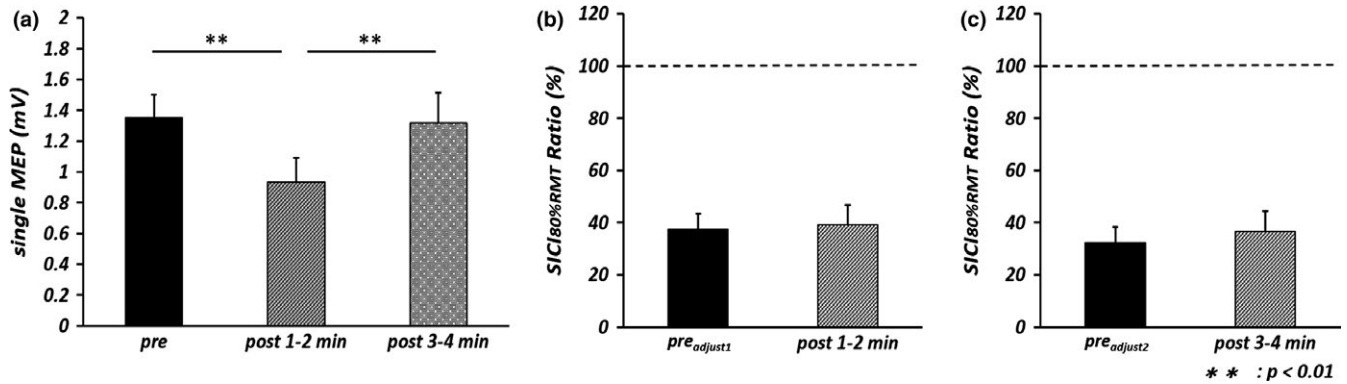 (a)
single MEP (mV)
2
1.8
1.6
1.4
1.2
1
0.8
0.6
0.4
0.2
0
**
**
pre
post 1-2 min
post 3-4 min
(b)
SICI80%RMT Ratio (%)
120
100
80
60
40
20
0
preadjust1
post 1-2 min
(c)
SICI80%RMT Ratio (%)
120
100
80
60
40
20
0
preadjust2
post 3-4 min
** : p < 0.01